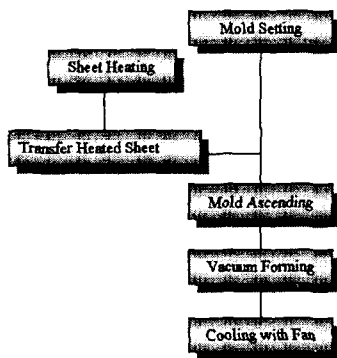 Mold Setting
Sheet Heating
Transfer Heated Sheet
Mold Ascending
Vacuum Forming
Cooling with Fan